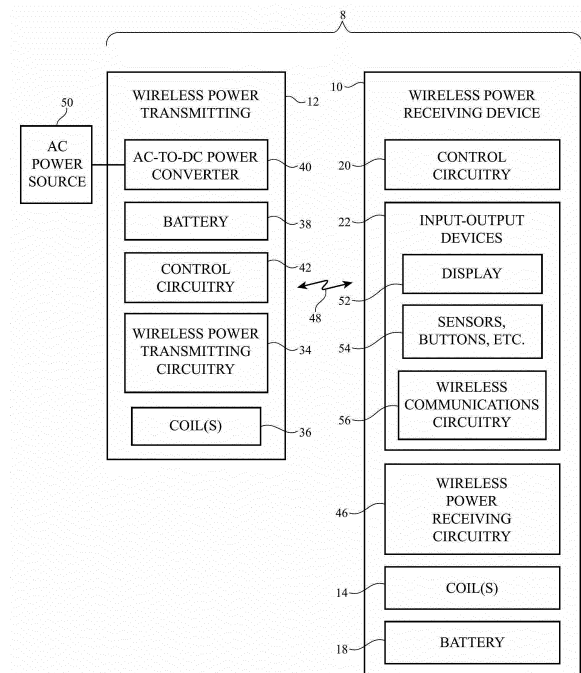 8
50
AC
POWER
SOURCE
WIRELESS POWER
TRANSMITTING
12
AC-TO-DC POWER
CONVERTER
40
BATTERY
38
CONTROL
CIRCUITRY
42
WIRELESS POWER
TRANSMITTING
CIRCUITRY
34
COIL(S)
36
48
10
WIRELESS POWER
RECEIVING DEVICE
20
CONTROL
CIRCUITRY
22
INPUT-OUTPUT
DEVICES
52
DISPLAY
54
SENSORS,
BUTTONS, ETC.
56
WIRELESS
COMMUNICATIONS
CIRCUITRY
46
WIRELESS
POWER
RECEIVING
CIRCUITRY
14
COIL(S)
18
BATTERY